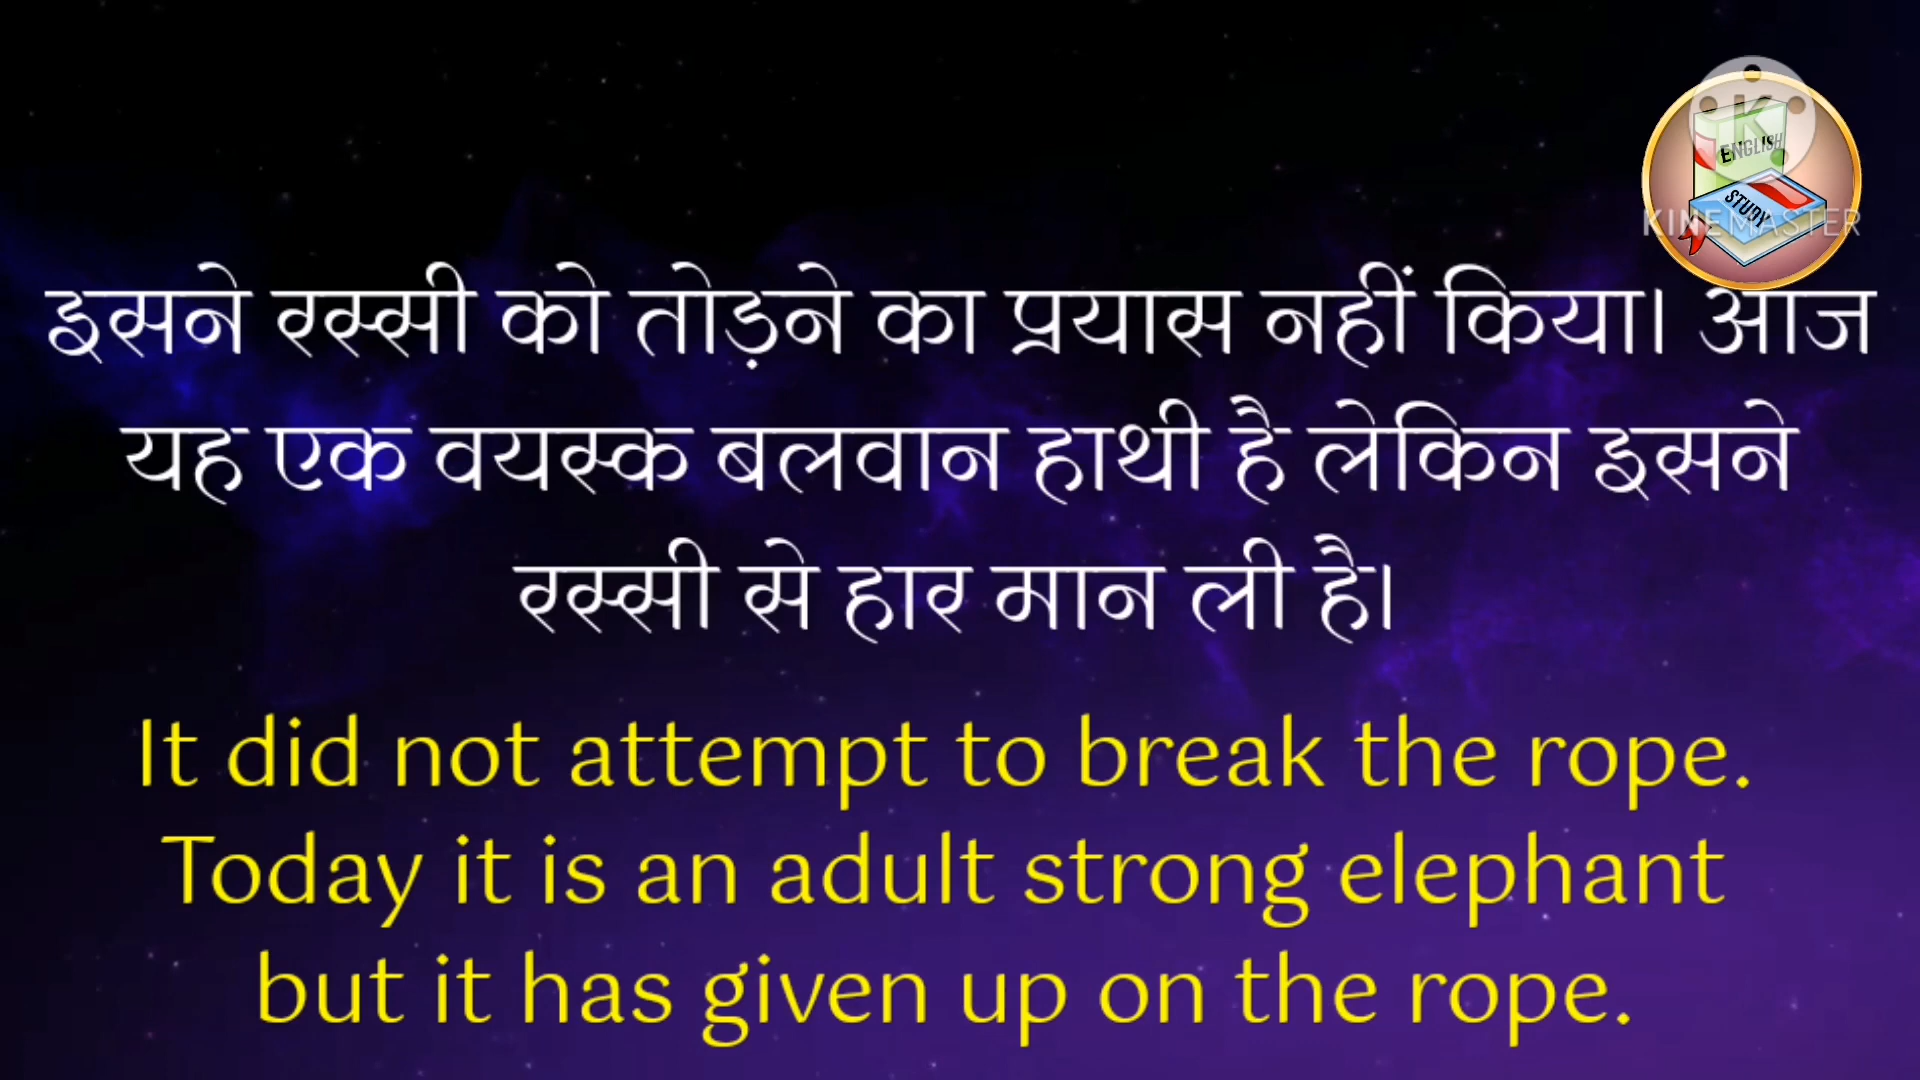 ENGLISH
STUDY
KINEMASTER
इसने रस्सी को तोड़ने का प्रयास नहीं किया। आज
यह एक वयस्क बलवान हाथी है लेकिन इसने
रस्सी से हार मान ली है।
It did not attempt to break the rope.
Today it is an adult strong elephant
but it has given up on the rope.